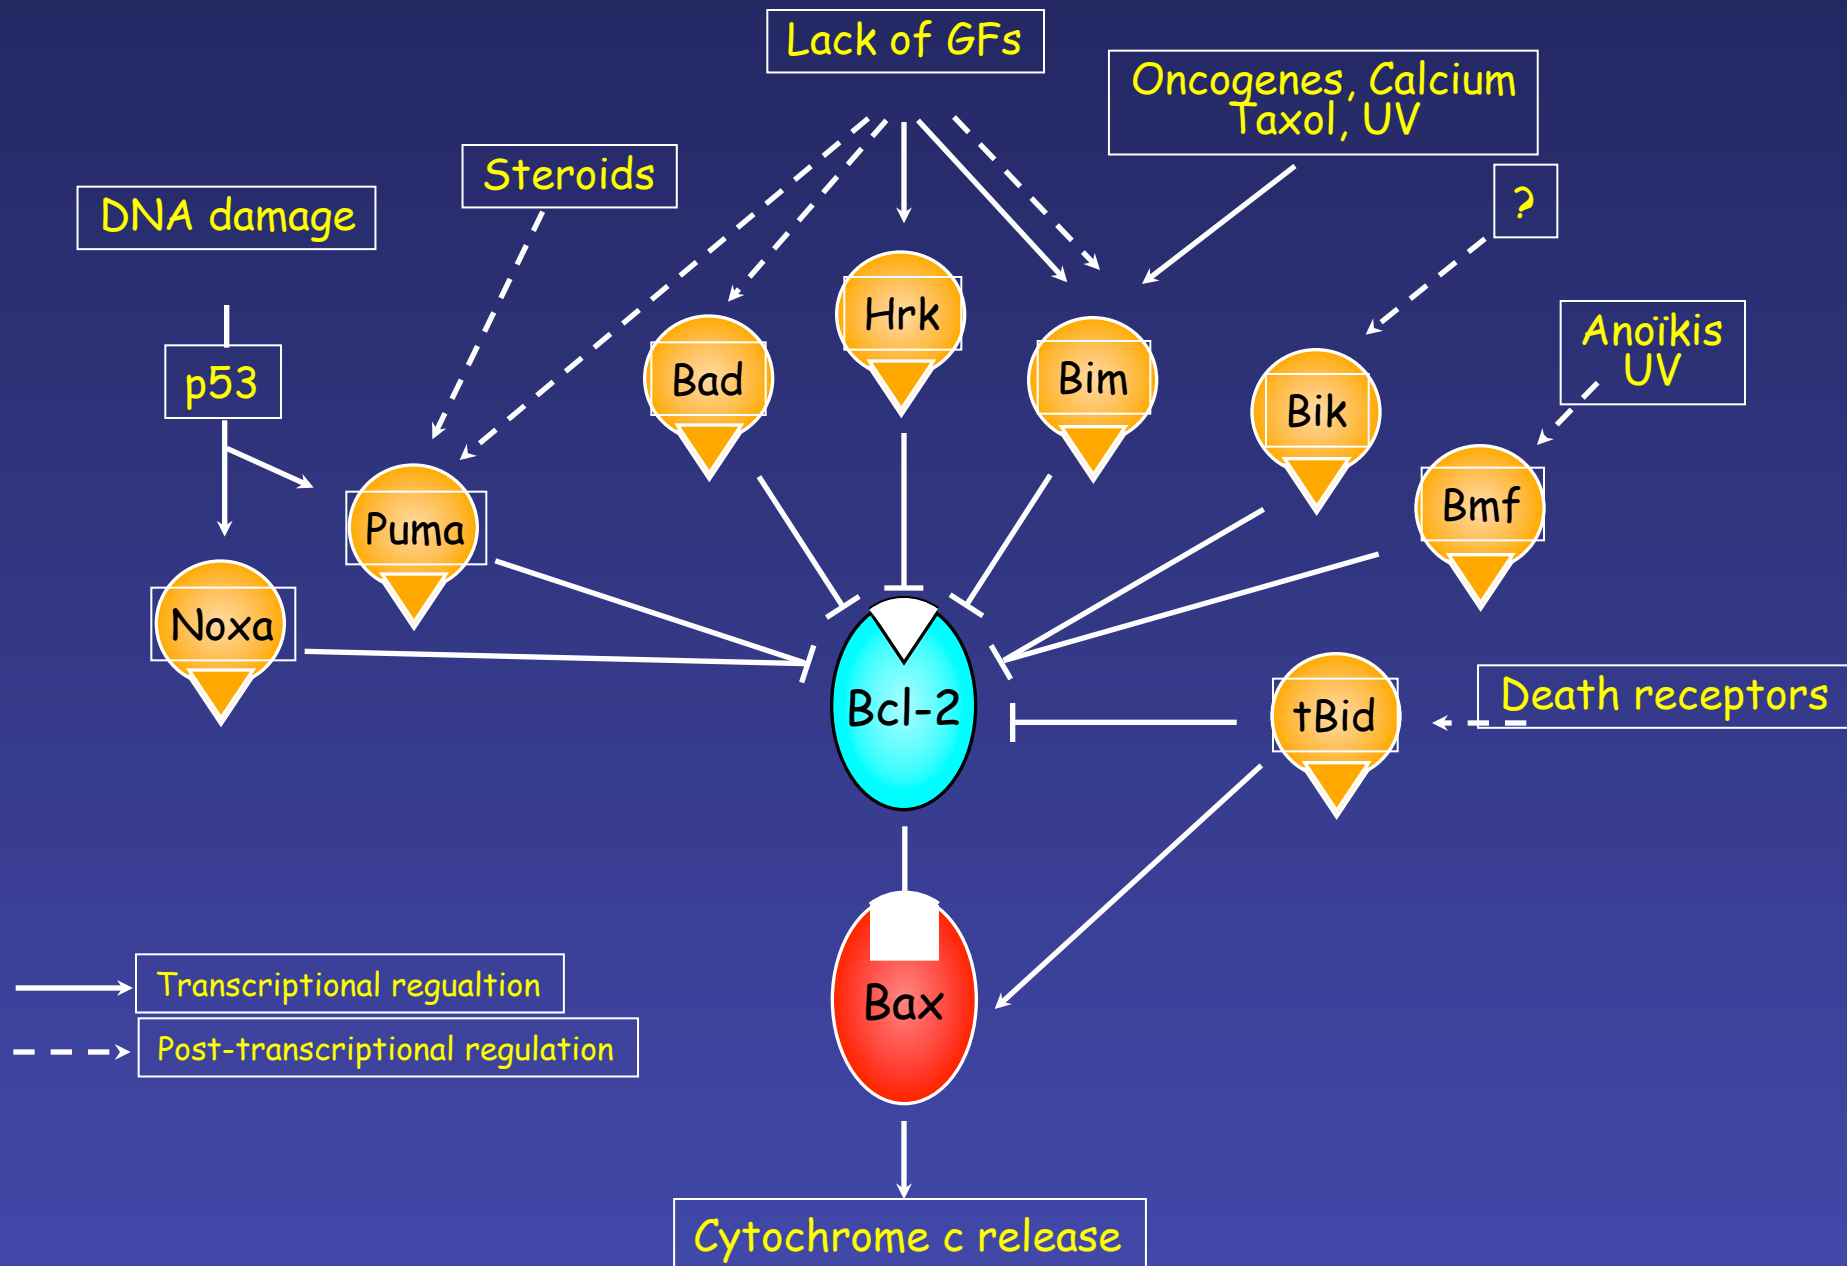 Lack of GFs
Oncogenes, Calcium
Taxol, UV
Steroids
?
DNA damage
Hrk
Anoïkis
UV
p53
Bad
Bim
Bik
Bmf
Puma
Noxa
Bcl-2
tBid
Death receptors
Transcriptional regualtion
Bax
Post-transcriptional regulation
Cytochrome c release